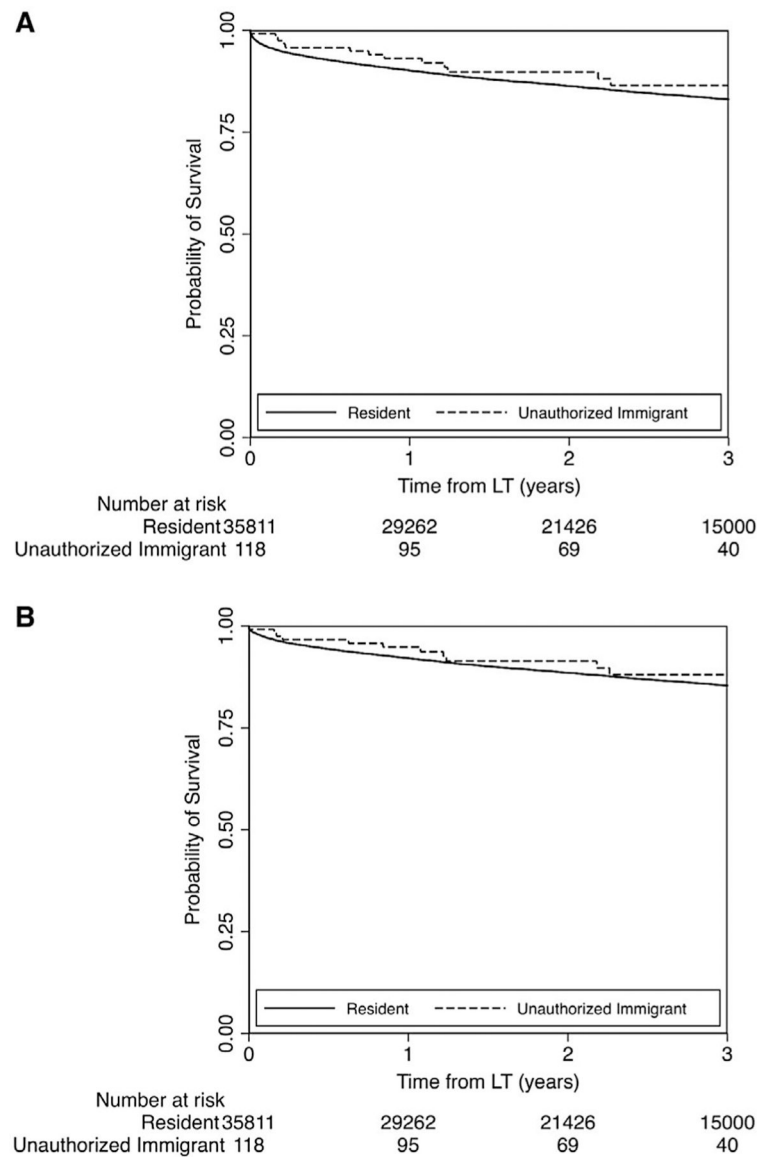 A
1.00
0.75
0.50
0.25
0.00
Probability of Survival
Resident Unauthorized Immigrant
0 1 2 3
Time from LT (years)
Number at risk
Resident 35811 29262 21426 15000
Unauthorized Immigrant 118 95 69 40
B
1.00
0.75
0.50
0.25
0.00
Probability of Survival
Resident Unauthorized Immigrant
0 1 2 3
Time from LT (years)
Number at risk
Resident 35811 29262 21426 15000
Unauthorized Immigrant 118 95 69 40